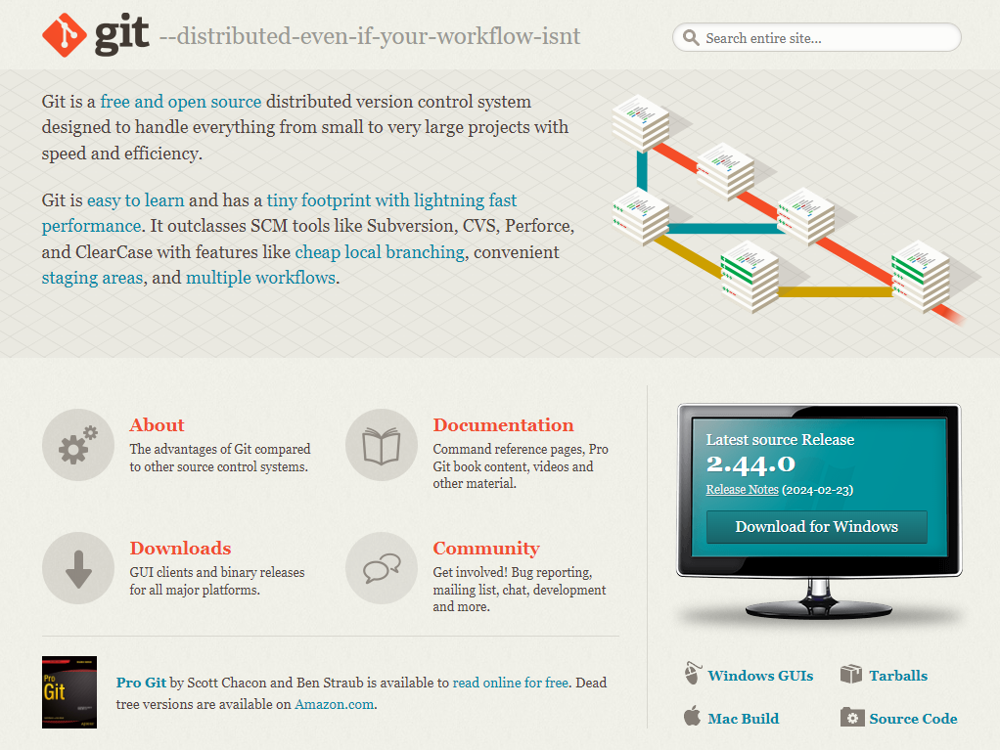 git --distributed-even-if-your-workflow-isnt
Search entire site...
Git is a free and open source distributed version control system
designed to handle everything from small to very large projects with
speed and efficiency.
Git is easy to learn and has a tiny footprint with lightning fast
performance. It outclasses SCM tools like Subversion, CVS, Perforce,
and ClearCase with features like cheap local branching, convenient
staging areas, and multiple workflows.
About
The advantages of Git compared
to other source control systems.
Documentation
Command reference pages, Pro
Git book content, videos and
other material.
Downloads
GUI clients and binary releases
for all major platforms.
Community
Get involved! Bug reporting,
mailing list, chat, development
and more.
Pro
Git
Pro Git by Scott Chacon and Ben Straub is available to read online for free. Dead
tree versions are available on Amazon.com.
Latest source Release
2.44.0
Release Notes (2024-02-23)
Download for Windows
Windows GUIs
Tarballs
Mac Build
Source Code